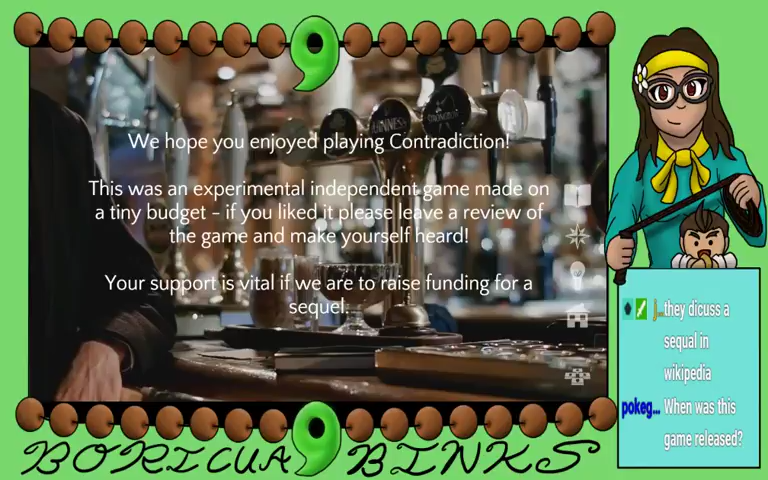 We hope you enjoyed playing Contradiction!
This was an experimental independent game made on
a tiny budget - if you liked it please leave a review of
the game and make yourself heard!
Your support is vital if we are to raise funding for a
sequel.
GUINNESS
STRONGBOW
j...they dicuss a
sequal in
wikipedia
pokeg... When was this
game released?
BORICUA BINKS